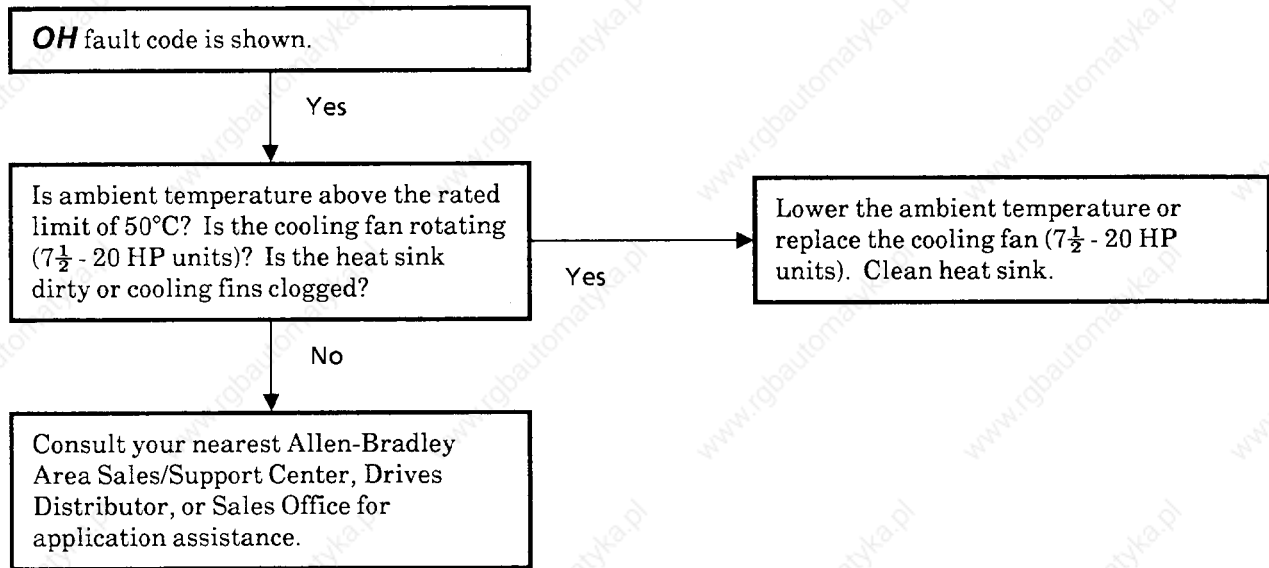 OH fault code is shown.
Yes
Is ambient temperature above the rated
limit of 50°C? Is the cooling fan rotating
(7½ - 20 HP units)? Is the heat sink
dirty or cooling fins clogged?
Yes
Lower the ambient temperature or
replace the cooling fan (7½ - 20 HP
units). Clean heat sink.
No
Consult your nearest Allen-Bradley
Area Sales/Support Center, Drives
Distributor, or Sales Office for
application assistance.
www.rgbautomatyka.pl